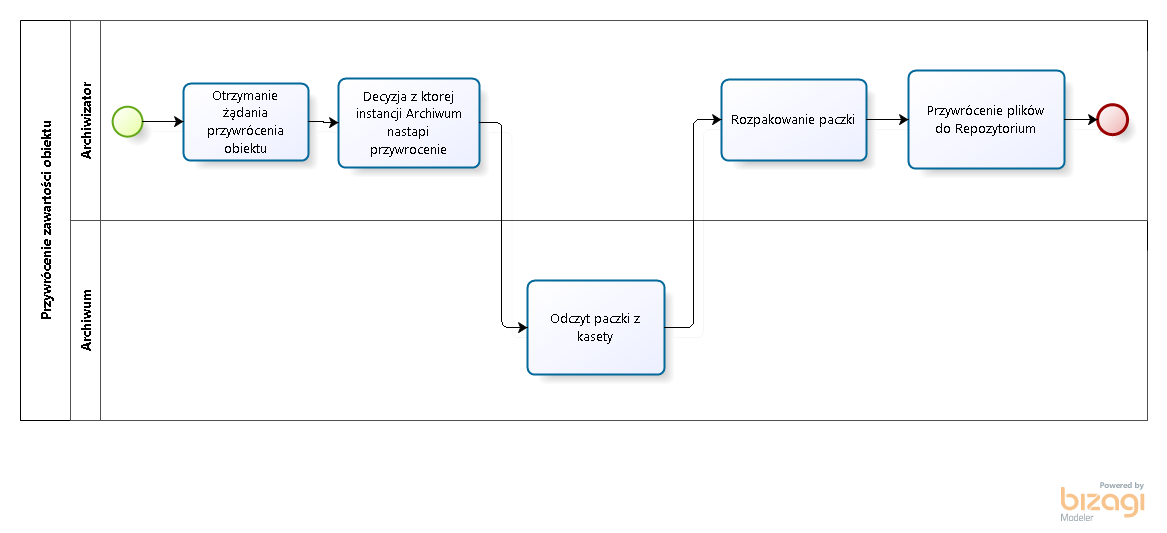 Przywrócenie zawartości obiektu
Archiwizator
Otrzymanie
żądania
przywrócenia
obiektu
Decyzja z ktorej
instancji Archiwum
nastapi
przywrocenie
Rozpakowanie paczki
Przywrócenie plików
do Repozytorium
Archiwum
Odczyt paczki z
kasety
Powered by
bizagi
Modeler